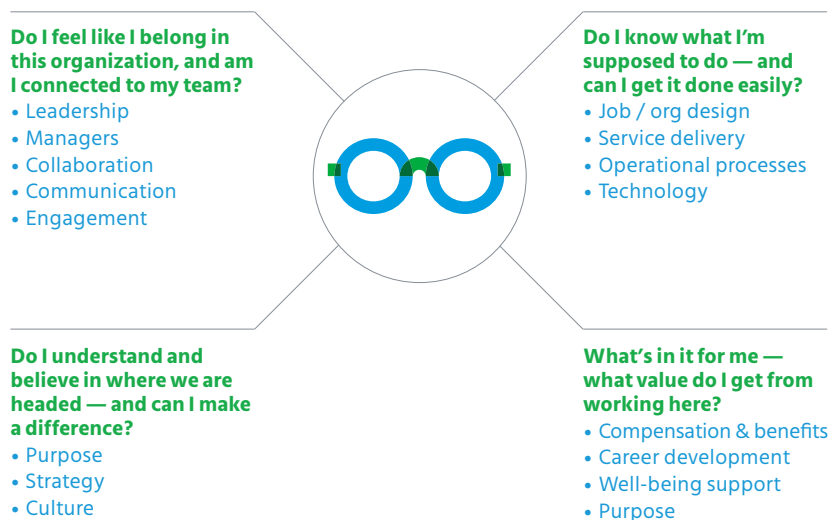 Do I feel like I belong in
this organization, and am
I connected to my team?
• Leadership
• Managers
• Collaboration
• Communication
• Engagement
Do I know what I'm
supposed to do — and
can I get it done easily?
• Job / org design
• Service delivery
• Operational processes
• Technology
Do I understand and
believe in where we are
headed — and can I make
a difference?
• Purpose
• Strategy
• Culture
What's in it for me —
what value do I get from
working here?
• Compensation & benefits
• Career development
• Well-being support
• Purpose